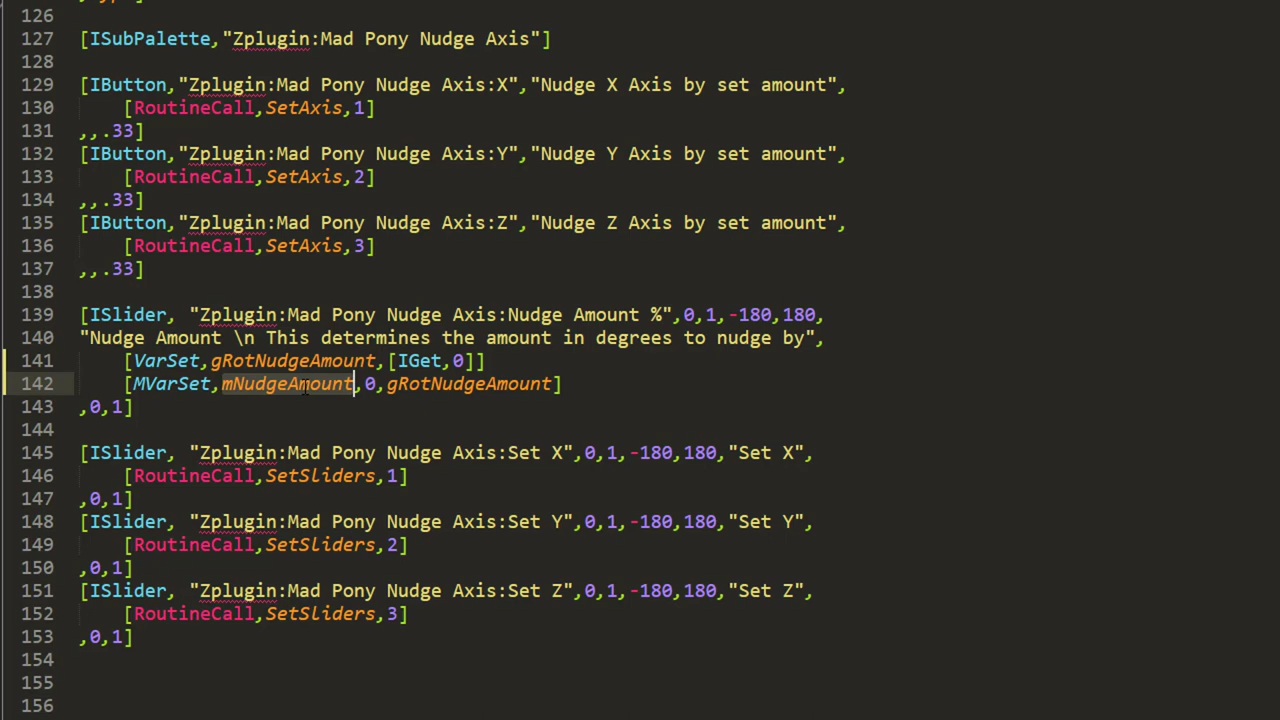 126
127 [ISubPalette,"Zplugin:Mad Pony Nudge Axis"]
128
129 [IButton,"Zplugin:Mad Pony Nudge Axis:X","Nudge X Axis by set amount",
130 [RoutineCall,SetAxis,1]
131 ,,.33]
132 [IButton,"Zplugin:Mad Pony Nudge Axis:Y","Nudge Y Axis by set amount",
133 [RoutineCall,SetAxis,2]
134 ,,.33]
135 [IButton,"Zplugin:Mad Pony Nudge Axis:Z","Nudge Z Axis by set amount",
136 [RoutineCall,SetAxis,3]
137 ,,.33]
138
139 [ISlider, "Zplugin:Mad Pony Nudge Axis:Nudge Amount %",0,1,-180,180,
140 "Nudge Amount \n This determines the amount in degrees to nudge by",
141 [VarSet,gRotNudgeAmount,[IGet,0]]
142 [MVarSet,mNudgeAmount,0,gRotNudgeAmount]
143 ,0,1]
144
145 [ISlider, "Zplugin:Mad Pony Nudge Axis:Set X",0,1,-180,180,"Set X",
146 [RoutineCall,SetSliders,1]
147 ,0,1]
148 [ISlider, "Zplugin:Mad Pony Nudge Axis:Set Y",0,1,-180,180,"Set Y",
149 [RoutineCall,SetSliders,2]
150 ,0,1]
151 [ISlider, "Zplugin:Mad Pony Nudge Axis:Set Z",0,1,-180,180,"Set Z",
152 [RoutineCall,SetSliders,3]
153 ,0,1]
154
155
156